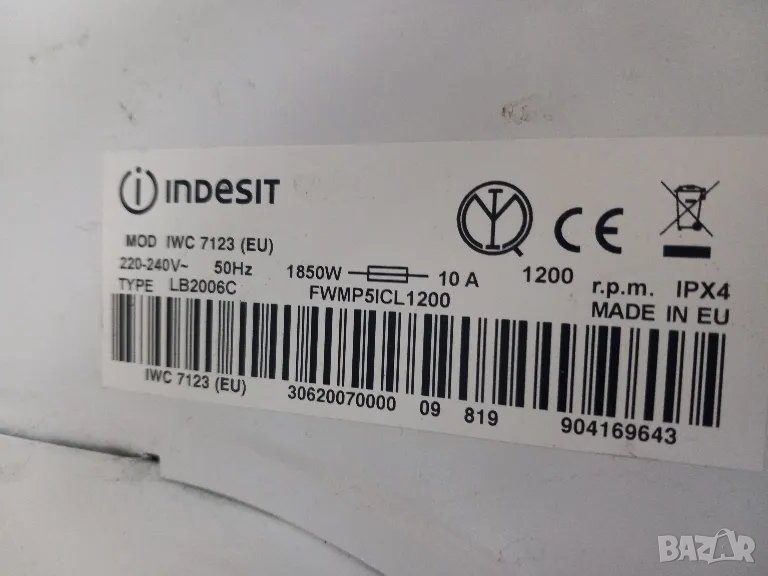 indesit
MOD IWC 7123 (EU)
220-240V~ 50Hz 1850W 10 A 1200 r.p.m. IPX4
TYPE LB2006C FWMP5ICL1200 MADE IN EU
IWC 7123 (EU) 30620070000 09 819 904169643
CE
BAZAR